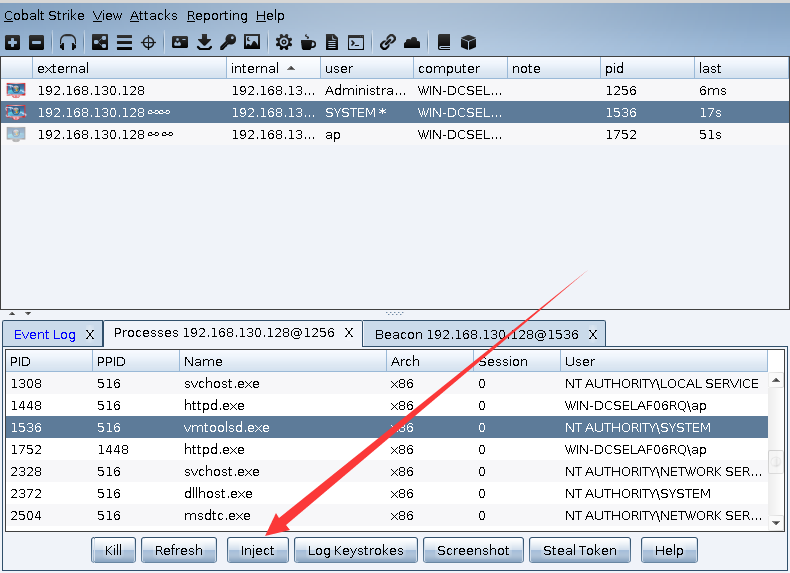 Cobalt Strike View Attacks Reporting Help
external internal user computer note pid last
192.168.130.128 192.168.13... Administra... WIN-DCSEL... 1256 6ms
192.168.130.128 192.168.13... SYSTEM * WIN-DCSEL... 1536 17s
192.168.130.128 192.168.13... ap WIN-DCSEL... 1752 51s
Event Log X Processes 192.168.130.128@1256 X Beacon 192.168.130.128@1536 X
PID PPID Name Arch Session User
1308 516 svchost.exe x86 0 NT AUTHORITY\LOCAL SERVICE
1448 516 httpd.exe x86 0 WIN-DCSELAF06RQ\ap
1536 516 vmtoolsd.exe x86 0 NT AUTHORITY\SYSTEM
1752 1448 httpd.exe x86 0 WIN-DCSELAF06RQ\ap
2328 516 svchost.exe x86 0 NT AUTHORITY\NETWORK SER...
2372 516 dllhost.exe x86 0 NT AUTHORITY\SYSTEM
2504 516 msdtc.exe x86 0 NT AUTHORITY\NETWORK SER...
Kill Refresh Inject Log Keystrokes Screenshot Steal Token Help